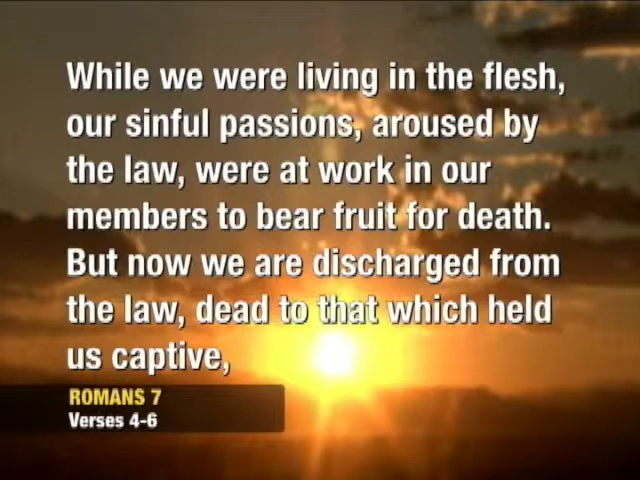 While we were living in the flesh,
our sinful passions, aroused by
the law, were at work in our
members to bear fruit for death.
But now we are discharged from
the law, dead to that which held
us captive,
ROMANS 7
Verses 4-6